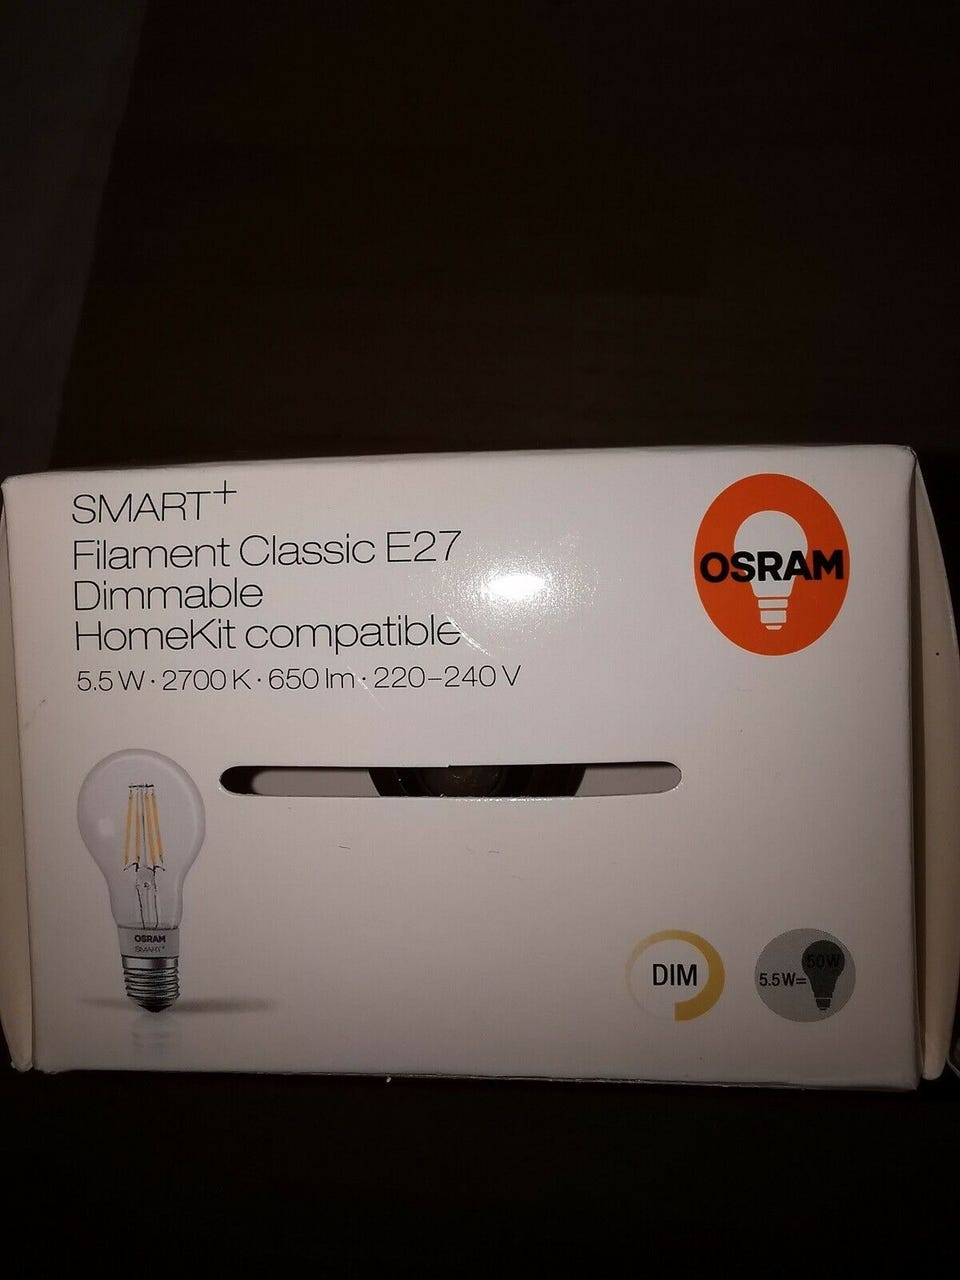 SMART+
Filament Classic E27
Dimmable
HomeKit compatible
5.5 W · 2700 K · 650 lm · 220–240 V
OSRAM
OSRAM
SMART+
DIM
5.5W=
50W